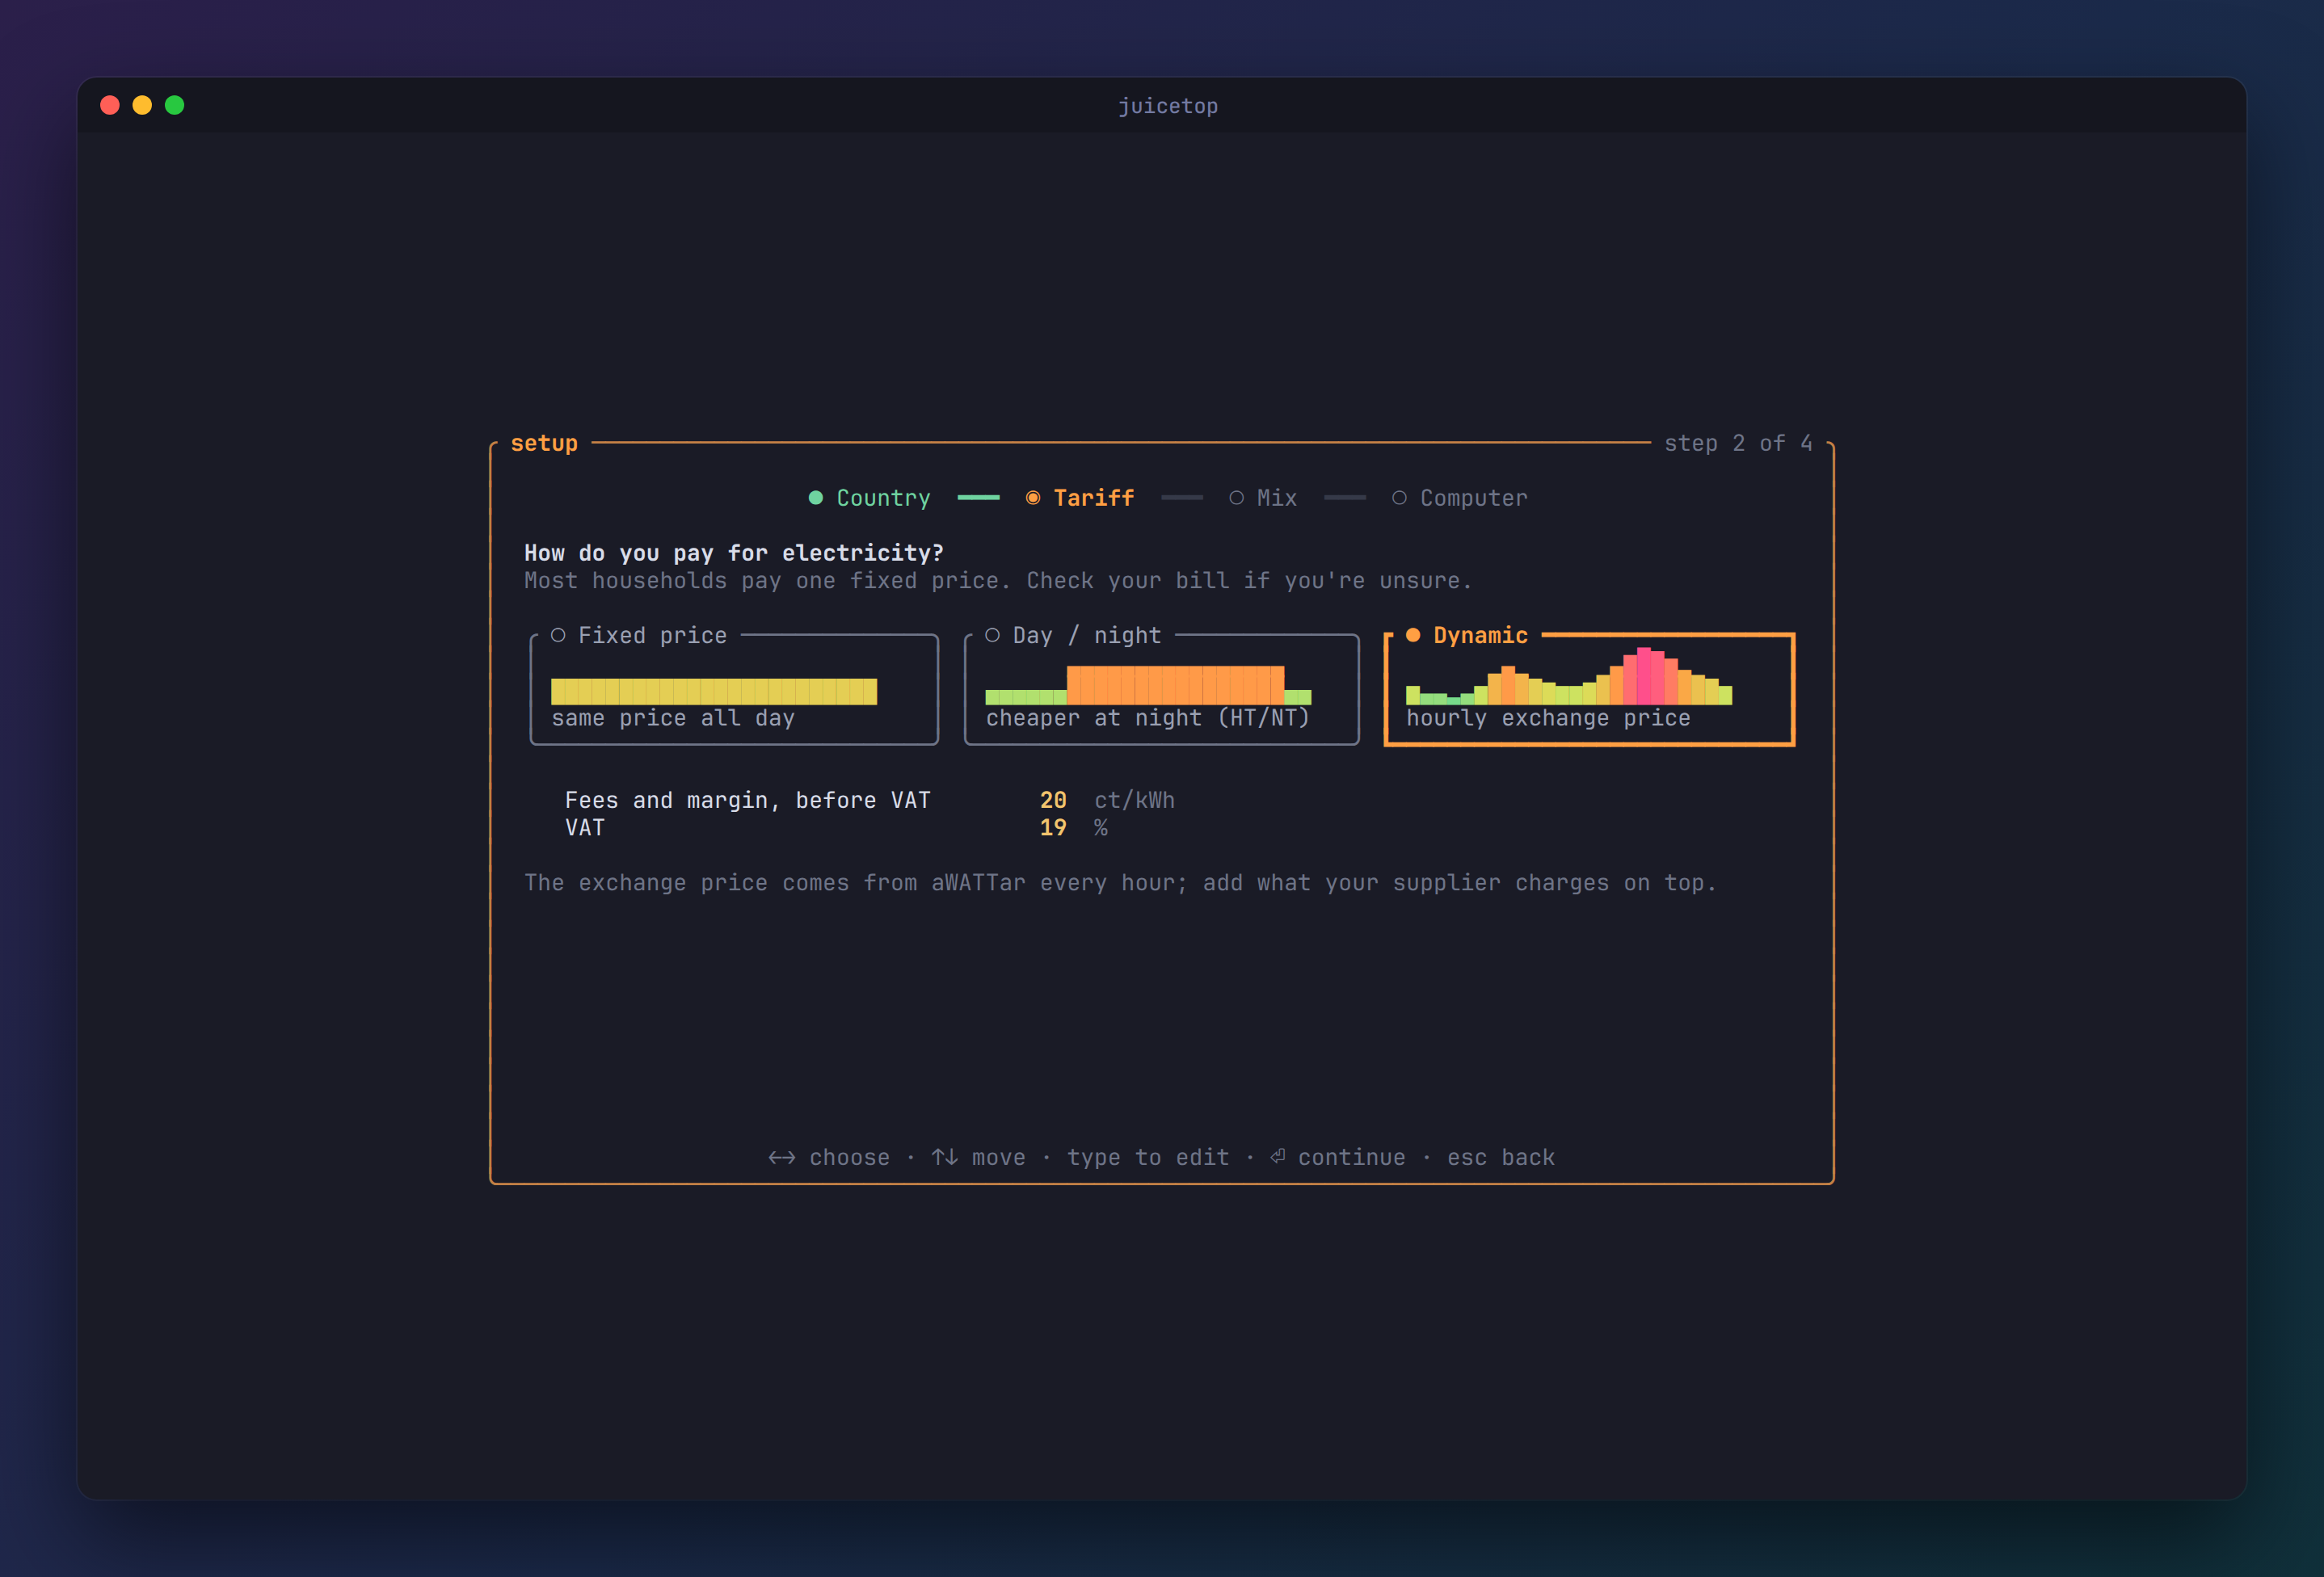 juicetop
setup step 2 of 4
● Country ━━━ ◉ Tariff ━━━ ○ Mix ━━━ ○ Computer
How do you pay for electricity?
Most households pay one fixed price. Check your bill if you're unsure.
○ Fixed price ○ Day / night ● Dynamic
same price all day cheaper at night (HT/NT) hourly exchange price
Fees and margin, before VAT 20 ct/kWh
VAT 19 %
The exchange price comes from aWATTar every hour; add what your supplier charges on top.
←→ choose · ↑↓ move · type to edit · ⏎ continue · esc back